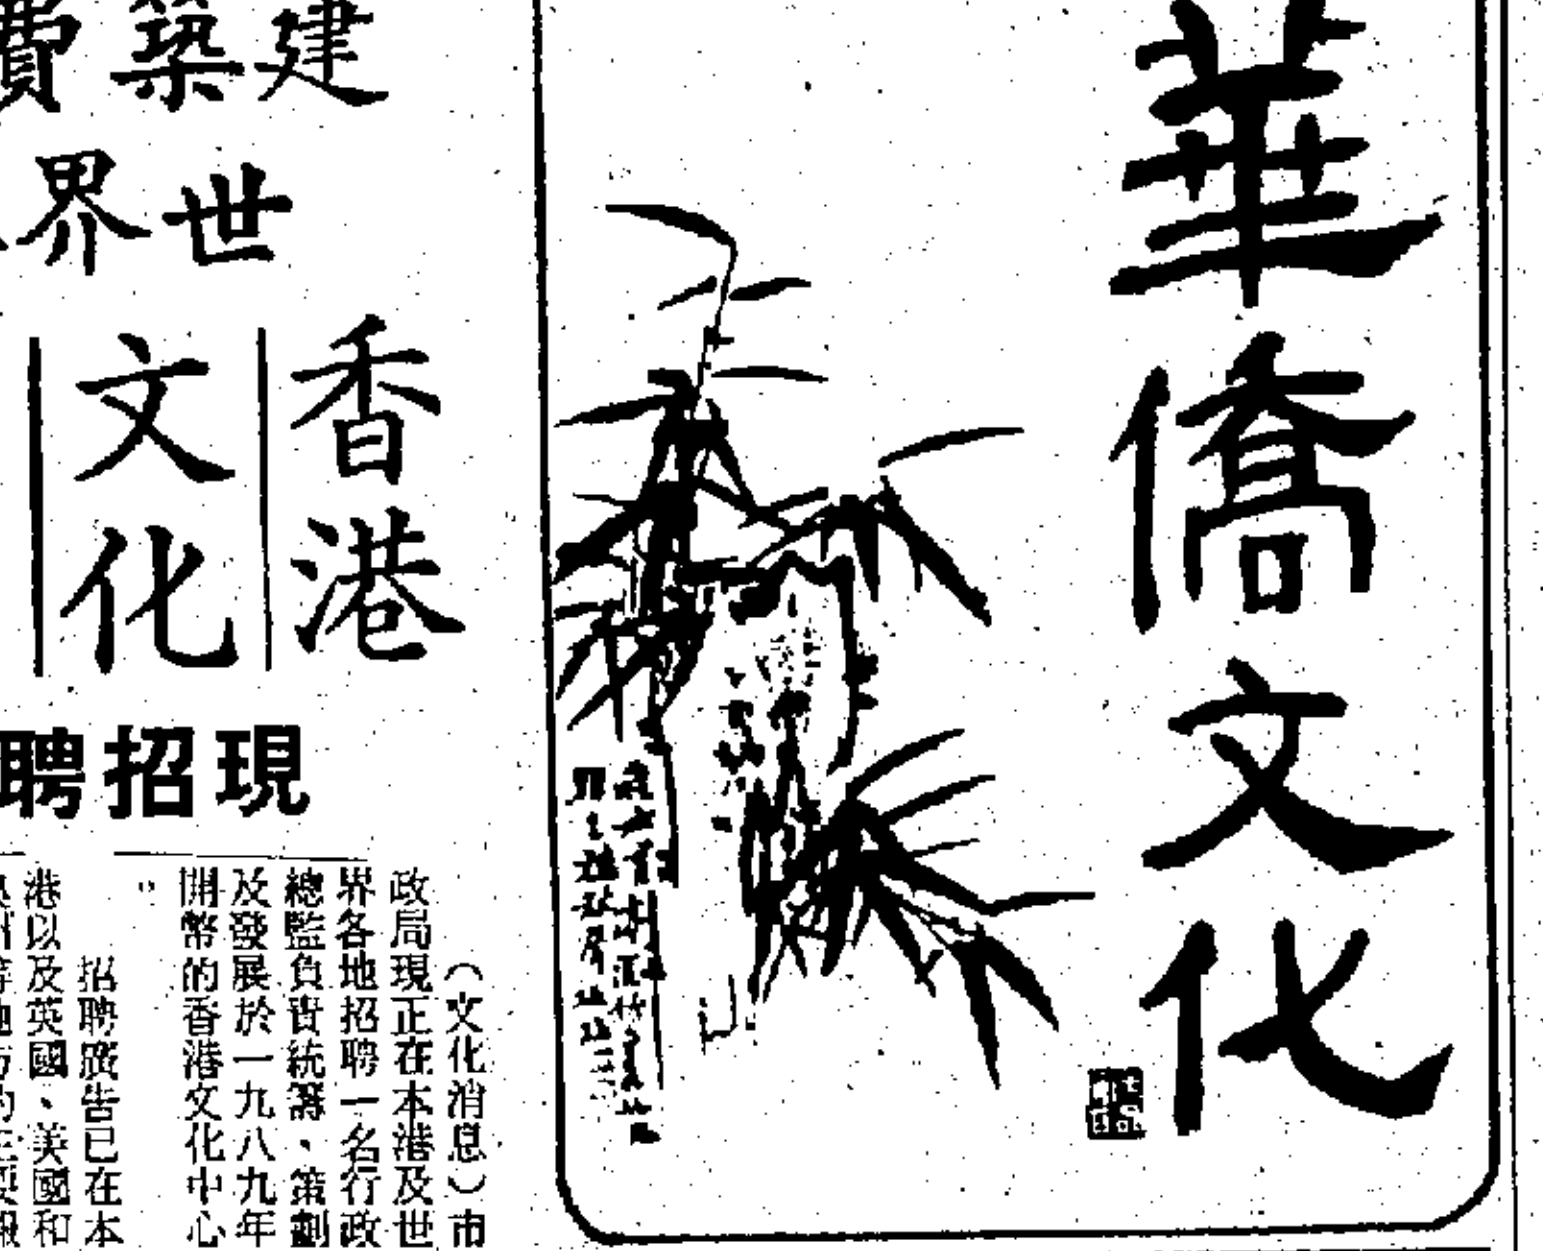 華僑文化
建築費
世界
香港
文化
現招聘
（文化消息）市
政局現正在本港及世
界各地招聘一名行政
總監負責統籌、策劃
及發展於一九八九年
開幣的香港文化中心
。
招聘廣告已在本
港以及英國、美國和